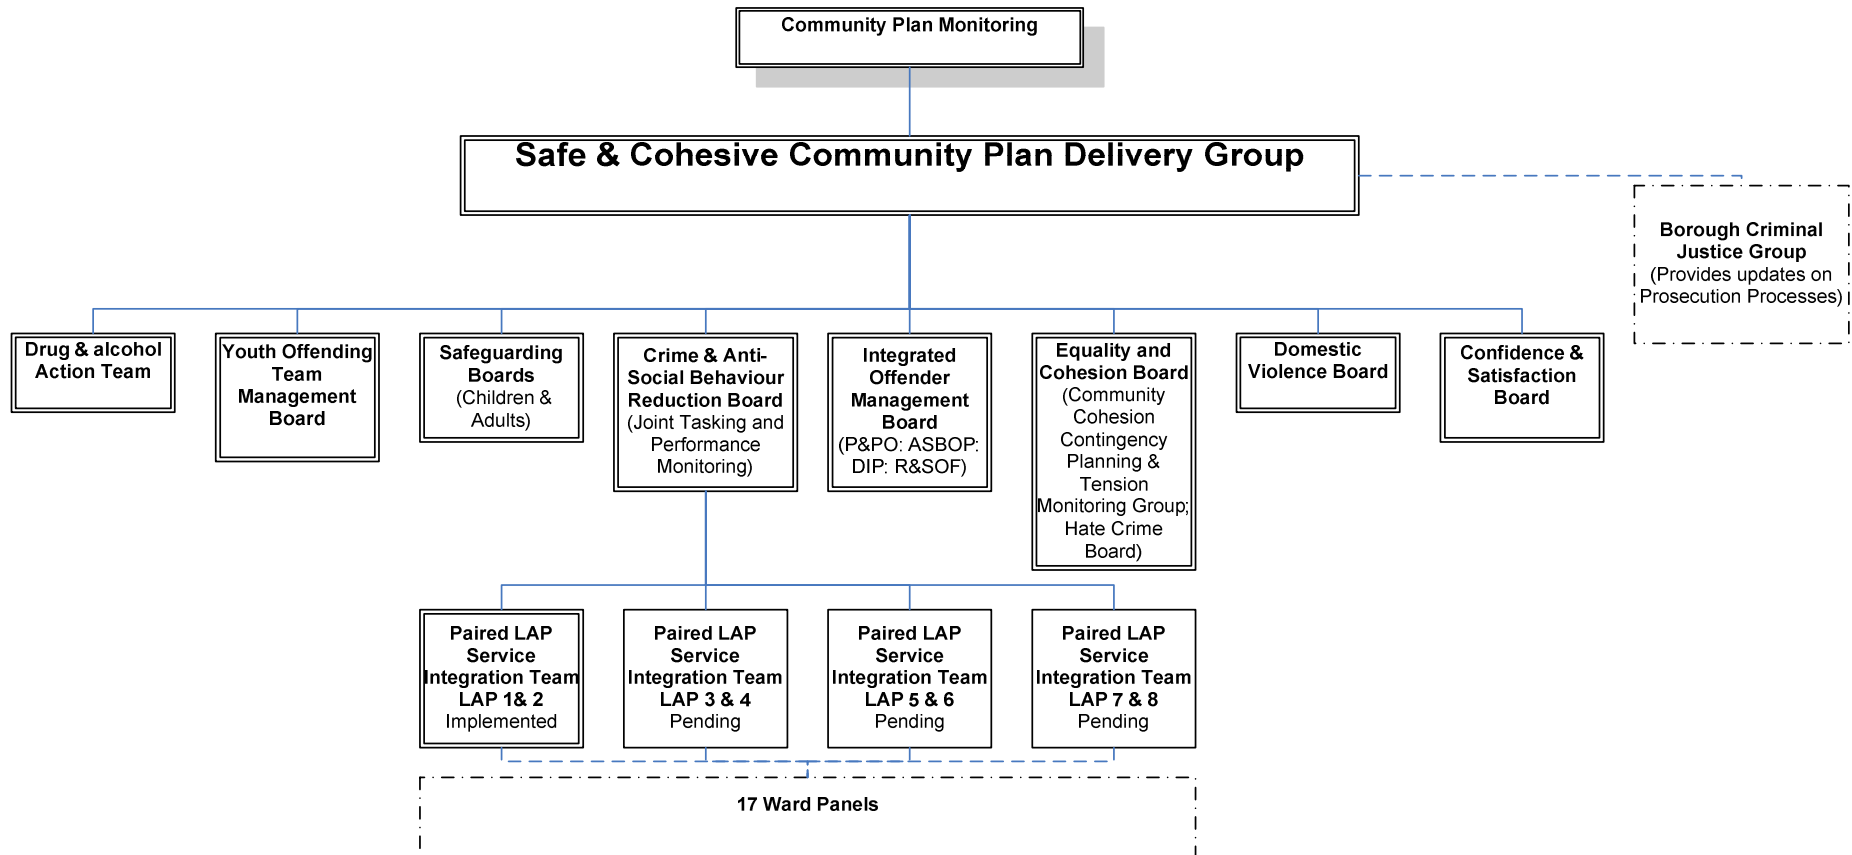 Community Plan Monitoring
Safe & Cohesive Community Plan Delivery Group
Borough Criminal
Justice Group
(Provides updates on
Prosecution Processes)
Drug & alcohol
Action Team
Youth Offending
Team
Management
Board
Safeguarding
Boards
(Children &
Adults)
Crime & Anti-
Social Behaviour
Reduction Board
(Joint Tasking and
Performance
Monitoring)
Integrated
Offender
Management
Board
(P&PO: ASBOP:
DIP: R&SOF)
Equality and
Cohesion Board
(Community
Cohesion
Contingency
Planning &
Tension
Monitoring Group;
Hate Crime
Board)
Domestic
Violence Board
Confidence &
Satisfaction
Board
Paired LAP
Service
Integration Team
LAP 1& 2
Implemented
Paired LAP
Service
Integration Team
LAP 3 & 4
Pending
Paired LAP
Service
Integration Team
LAP 5 & 6
Pending
Paired LAP
Service
Integration Team
LAP 7 & 8
Pending
17 Ward Panels